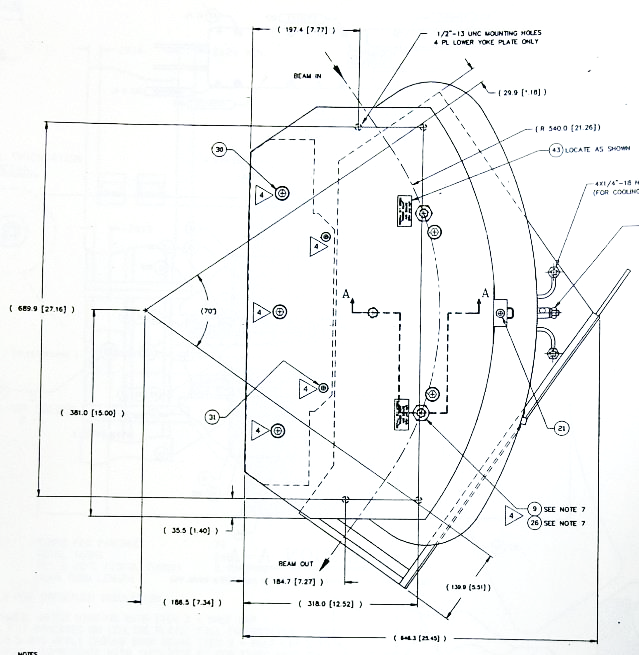 ( 197.4 [7.77] )
1/2"-13 UNC MOUNTING HOLES
4 PL LOWER YOKE PLATE ONLY
BEAM IN
( 29.9 [1.18] )
( R 540.0 [21.26] )
30
43 LOCATE AS SHOWN
4
4X1/4"-18 N
(FOR COOLING
4
A
A
( 689.9 [27.16] )
(70°)
4
( 381.0 [15.00] )
4
31
4
21
9 SEE NOTE 7
4
26 SEE NOTE 7
( 35.5 [1.40] )
BEAM OUT
( 184.7 [7.27] )
( 139.9 [5.51] )
( 186.5 [7.34] )
( 318.0 [12.52] )
( 646.3 [25.45] )
NOTES